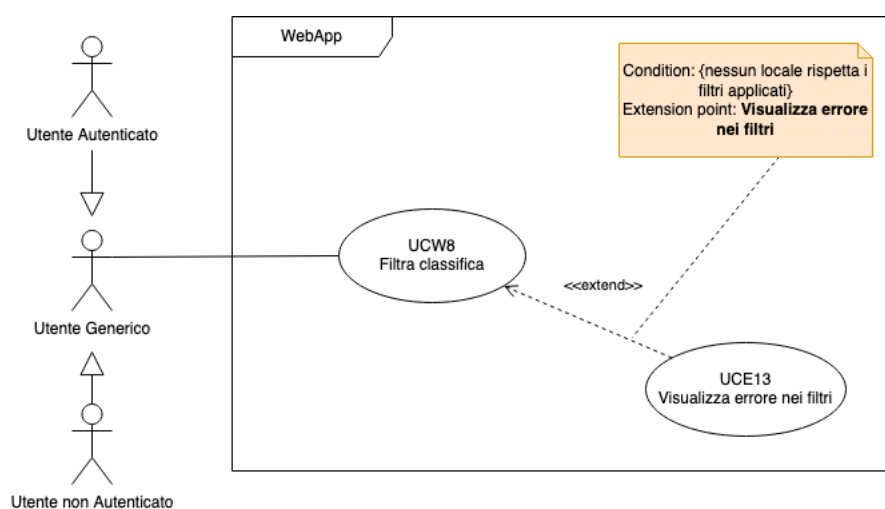 WebApp
Condition: {nessun locale rispetta i
filtri applicati}
Extension point: Visualizza errore
nei filtri
Utente Autenticato
UCW8
Filtra classifica
<<extend>>
Utente Generico
UCE13
Visualizza errore nei filtri
Utente non Autenticato